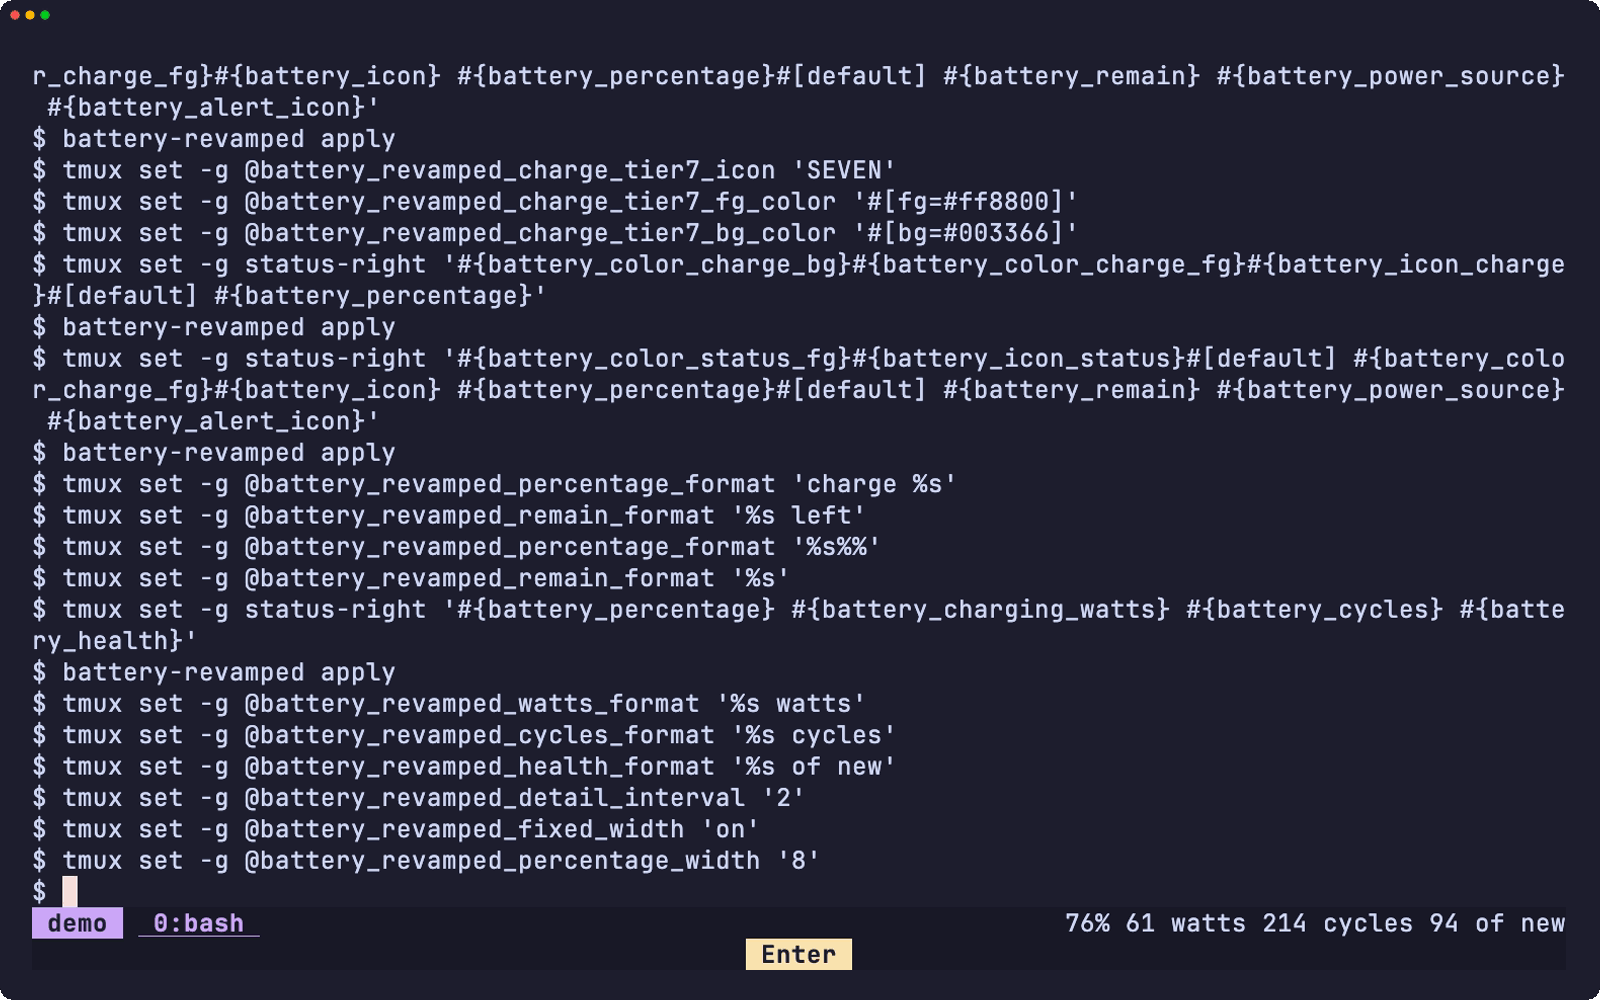 r_charge_fg}#{battery_icon} #{battery_percentage}#[default] #{battery_remain} #{battery_power_source}
 #{battery_alert_icon}'
$ battery-revamped apply
$ tmux set -g @battery_revamped_charge_tier7_icon 'SEVEN'
$ tmux set -g @battery_revamped_charge_tier7_fg_color '#[fg=#ff8800]'
$ tmux set -g @battery_revamped_charge_tier7_bg_color '#[bg=#003366]'
$ tmux set -g status-right '#{battery_color_charge_bg}#{battery_color_charge_fg}#{battery_icon_charge
}#[default] #{battery_percentage}'
$ battery-revamped apply
$ tmux set -g status-right '#{battery_color_status_fg}#{battery_icon_status}#[default] #{battery_colo
r_charge_fg}#{battery_icon} #{battery_percentage}#[default] #{battery_remain} #{battery_power_source}
 #{battery_alert_icon}'
$ battery-revamped apply
$ tmux set -g @battery_revamped_percentage_format 'charge %s'
$ tmux set -g @battery_revamped_remain_format '%s left'
$ tmux set -g @battery_revamped_percentage_format '%s%%'
$ tmux set -g @battery_revamped_remain_format '%s'
$ tmux set -g status-right '#{battery_percentage} #{battery_charging_watts} #{battery_cycles} #{batte
ry_health}'
$ battery-revamped apply
$ tmux set -g @battery_revamped_watts_format '%s watts'
$ tmux set -g @battery_revamped_cycles_format '%s cycles'
$ tmux set -g @battery_revamped_health_format '%s of new'
$ tmux set -g @battery_revamped_detail_interval '2'
$ tmux set -g @battery_revamped_fixed_width 'on'
$ tmux set -g @battery_revamped_percentage_width '8'
$
demo 0:bash 76% 61 watts 214 cycles 94 of new
Enter